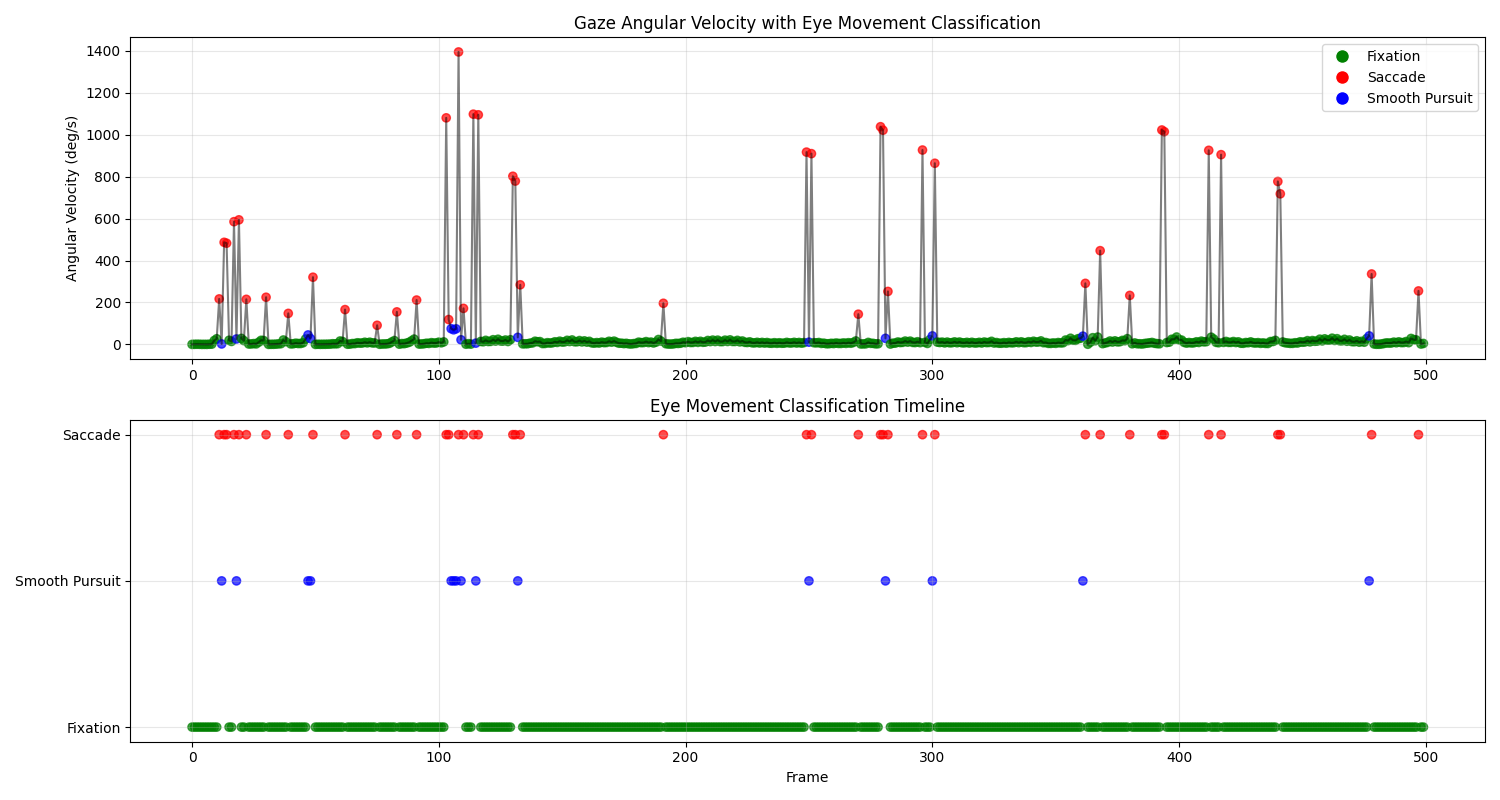 Gaze Angular Velocity with Eye Movement Classification
Angular Velocity (deg/s)
1400
1200
1000
800
600
400
200
0
Fixation
Saccade
Smooth Pursuit
0 100 200 300 400 500
Eye Movement Classification Timeline
Saccade
Smooth Pursuit
Fixation
0 100 200 300 400 500
Frame